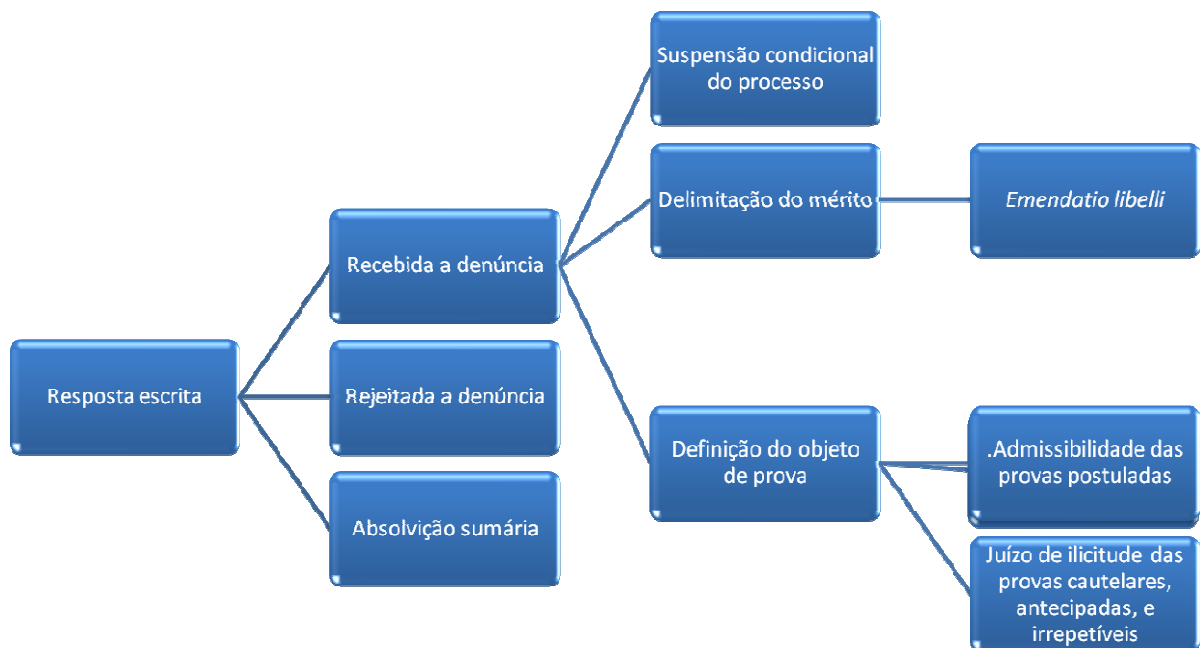 Suspensão condicional
do processo
Delimitação do mérito
Emendatio libelli
Recebida a denúncia
Resposta escrita
Rejeitada a denúncia
Definição do objeto
de prova
.Admissibilidade das
provas postuladas
Absolvição sumária
Juízo de ilicitude das
provas cautelares,
antecipadas, e
irrepetíveis